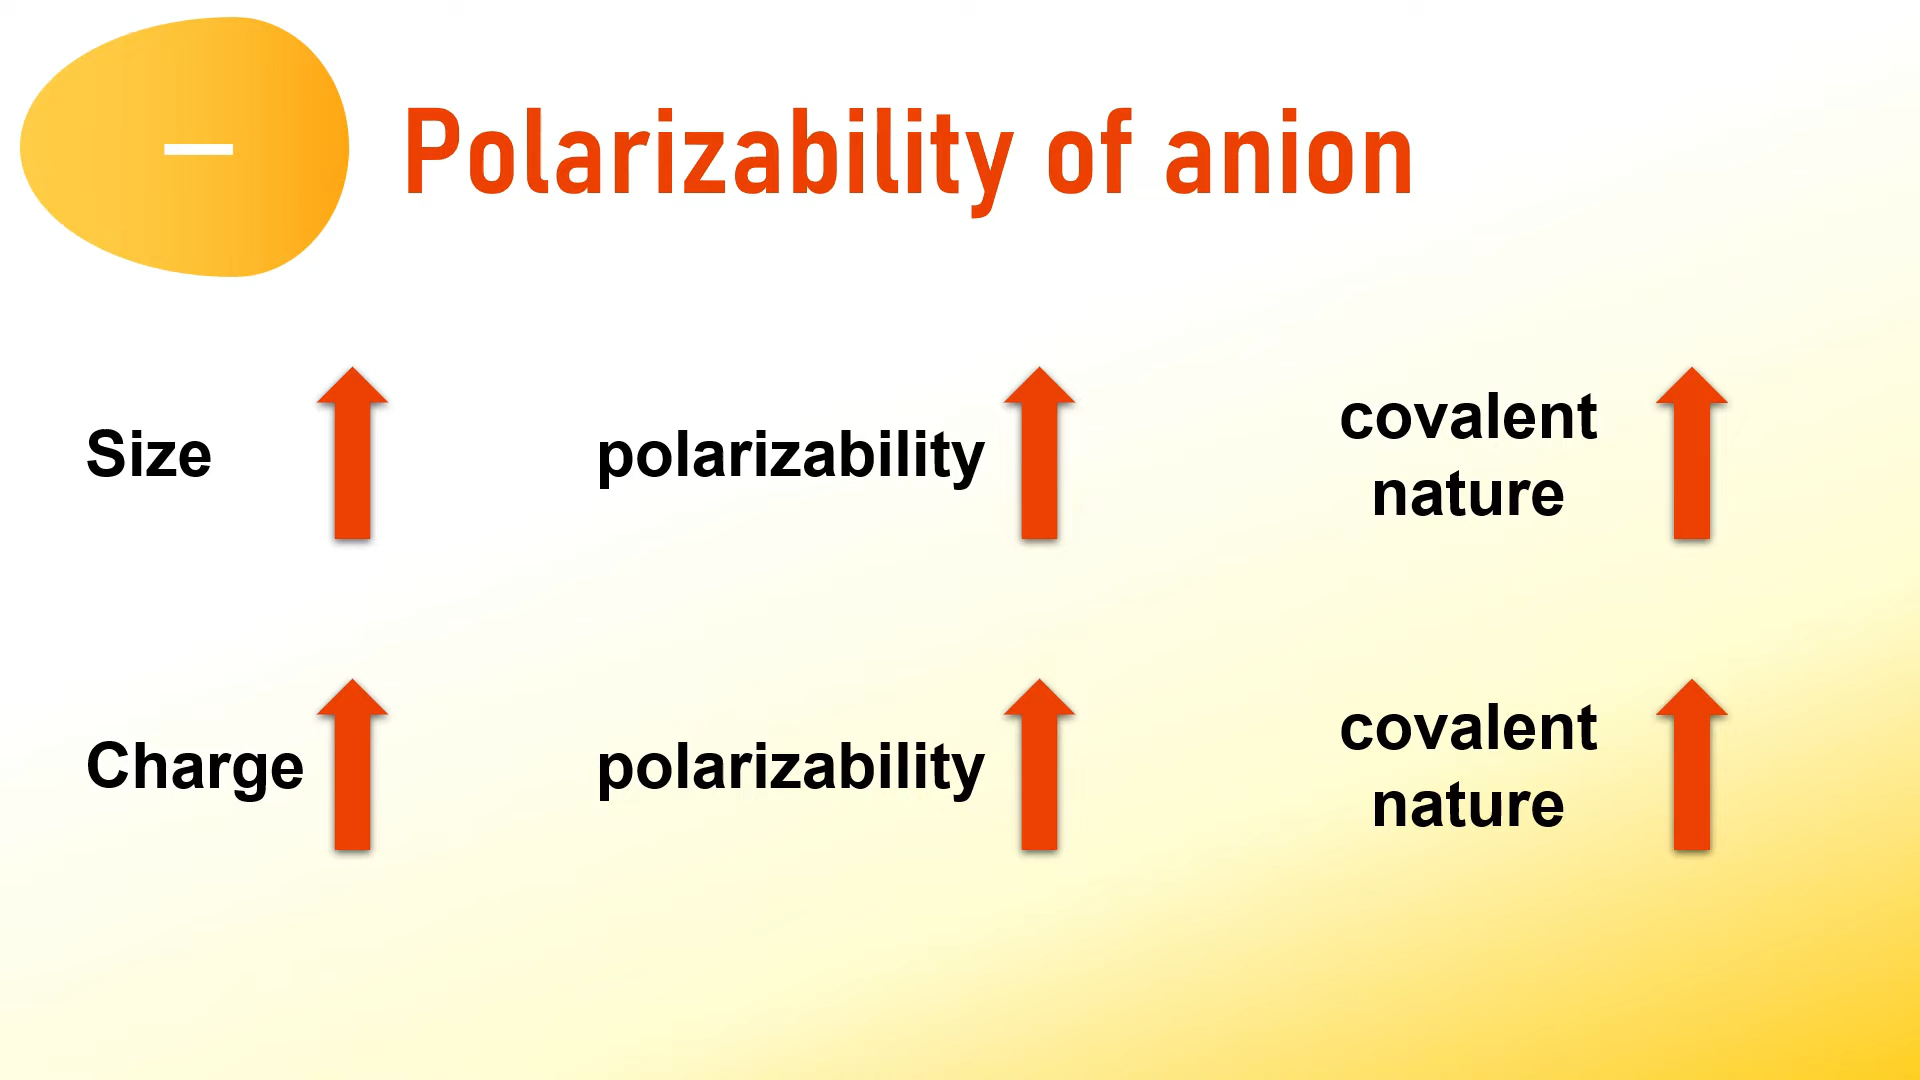 –
Polarizability of anion
Size
polarizability
covalent
nature
Charge
polarizability
covalent
nature